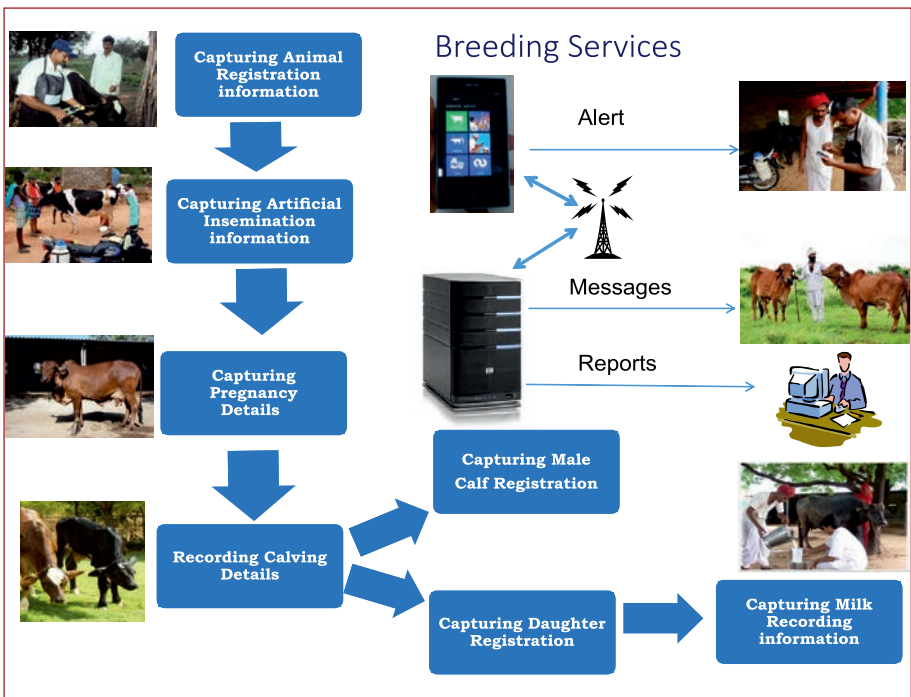 Breeding Services
Capturing Animal
Registration
information
Capturing Artificial
Insemination
information
Capturing
Pregnancy
Details
Recording Calving
Details
Alert
Messages
Reports
Capturing Male
Calf Registration
Capturing Daughter
Registration
Capturing Milk
Recording
information